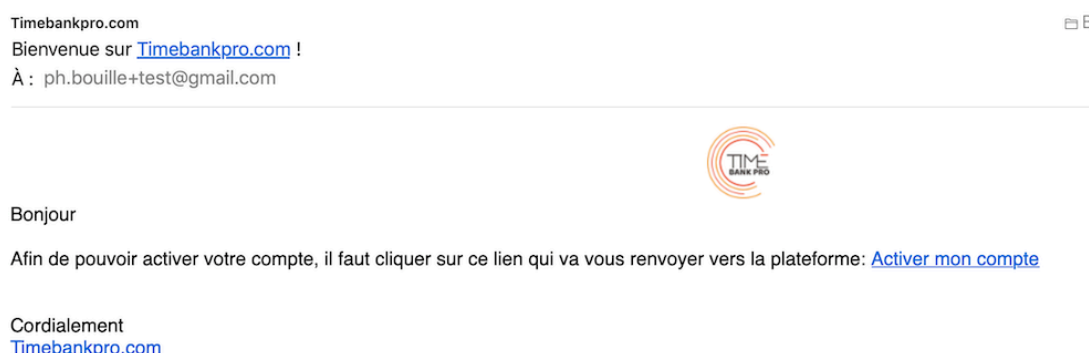 Timebankpro.com
Bienvenue sur Timebankpro.com !
À : ph.bouille+test@gmail.com
TIME
BANK PRO
Bonjour
Afin de pouvoir activer votre compte, il faut cliquer sur ce lien qui va vous renvoyer vers la plateforme: Activer mon compte
Cordialement
Timebankpro.com